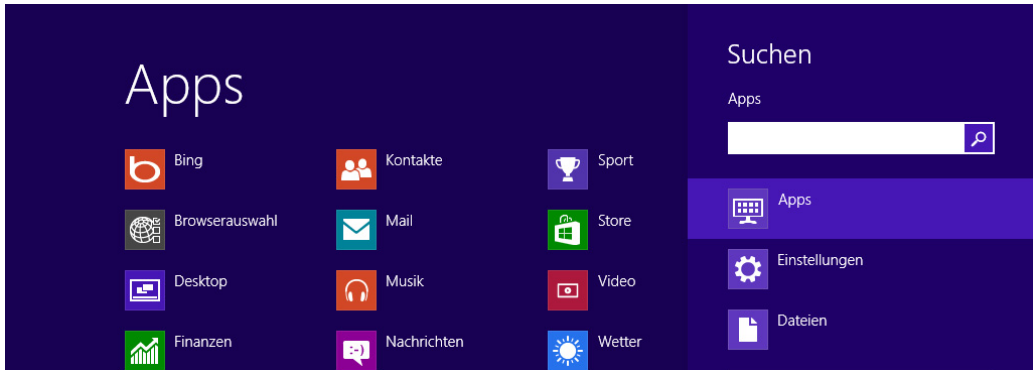 Apps
Bing
Browserauswahl
Desktop
Finanzen
Kontakte
Mail
Musik
Nachrichten
Sport
Store
Video
Wetter
Suchen
Apps
Apps
Einstellungen
Dateien